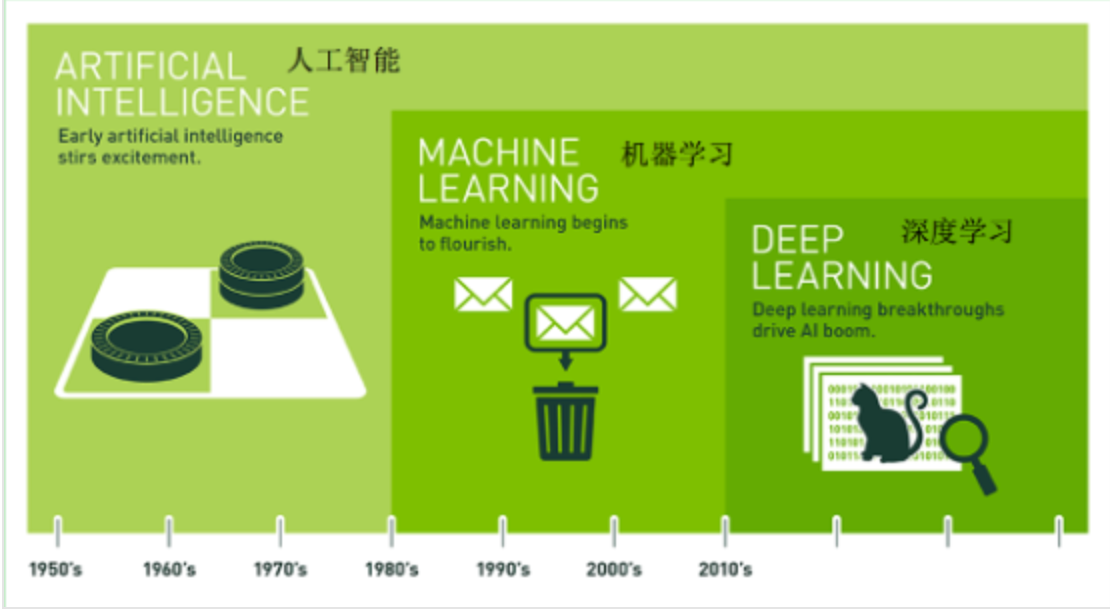 ARTIFICIAL
INTELLIGENCE
人工智能
Early artificial intelligence
stirs excitement.
MACHINE
LEARNING
机器学习
Machine learning begins
to flourish.
DEEP
LEARNING
深度学习
Deep learning breakthroughs
drive AI boom.
1950's 1960's 1970's 1980's 1990's 2000's 2010's